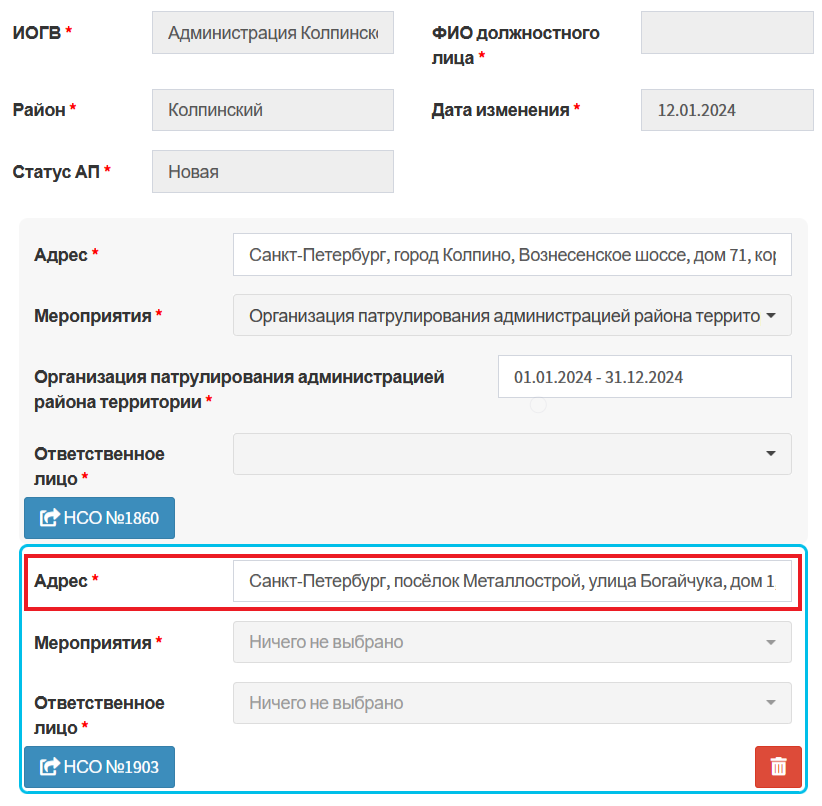 ИОГВ *
Администрация Колпинск
ФИО должностного
лица *
Район *
Колпинский
Дата изменения *
12.01.2024
Статус АП *
Новая
Адрес *
Санкт-Петербург, город Колпино, Вознесенское шоссе, дом 71, кор
Мероприятия *
Организация патрулирования администрацией района террито
Организация патрулирования администрацией
района территории *
01.01.2024 - 31.12.2024
Ответственное
лицо *
НСО №1860
Адрес *
Санкт-Петербург, посёлок Металлострой, улица Богайчука, дом 1,
Мероприятия *
Ничего не выбрано
Ответственное
лицо *
Ничего не выбрано
НСО №1903